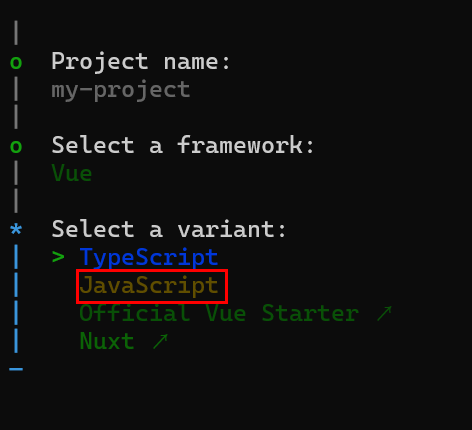 Project name:
my-project
Select a framework:
Vue
Select a variant:
> TypeScript
JavaScript
Official Vue Starter ↗
Nuxt ↗